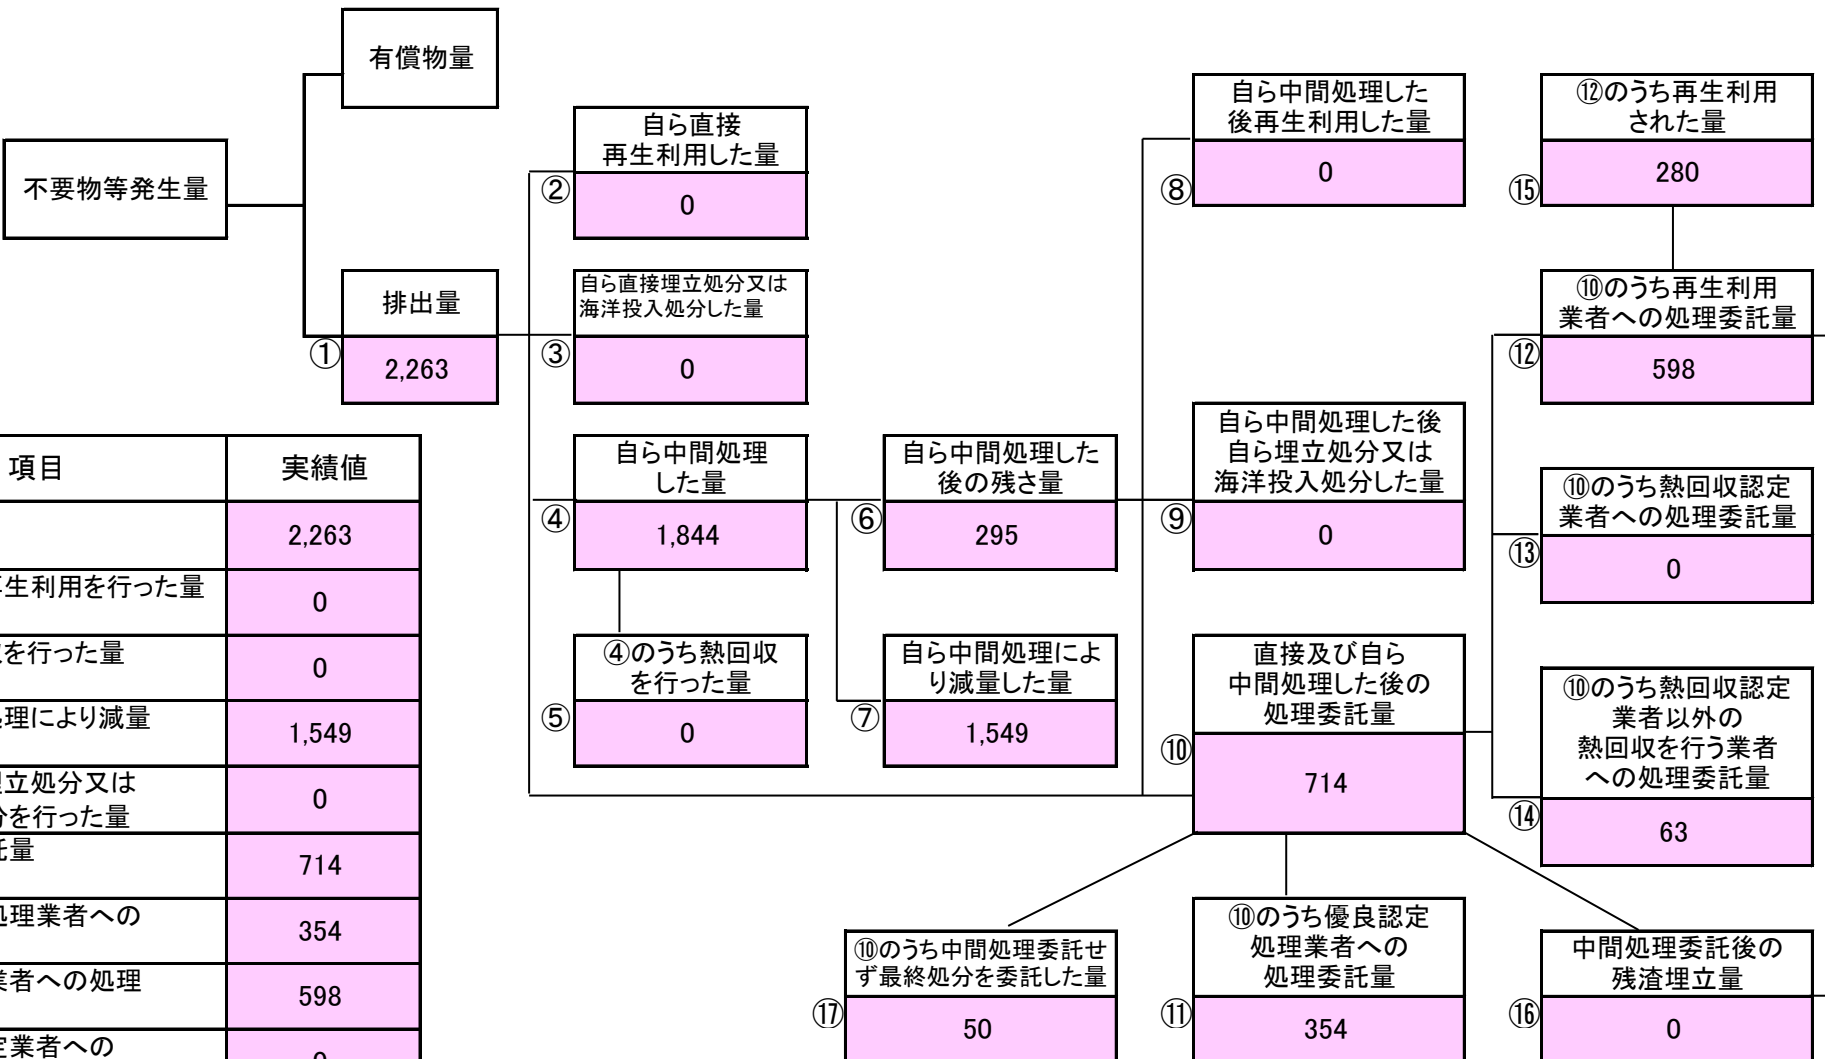 有償物量
不要物等発生量
排出量
①
2,263
自ら直接
再生利用した量
②
0
自ら直接埋立処分又は
海洋投入処分した量
③
0
自ら中間処理
した量
④
1,844
④のうち熱回収
を行った量
⑤
0
自ら中間処理した
後の残さ量
⑥
295
自ら中間処理によ
り減量した量
⑦
1,549
自ら中間処理した
後再生利用した量
⑧
0
自ら中間処理した後
自ら埋立処分又は
海洋投入処分した量
⑨
0
直接及び自ら
中間処理した後の
処理委託量
⑩
714
⑫のうち再生利用
された量
⑮
280
⑩のうち再生利用
業者への処理委託量
⑫
598
⑩のうち熱回収認定
業者への処理委託量
⑬
0
⑩のうち熱回収認定
業者以外の
熱回収を行う業者
への処理委託量
⑭
63
⑩のうち中間処理委託せ
ず最終処分を委託した量
⑰
50
⑩のうち優良認定
処理業者への
処理委託量
⑪
354
中間処理委託後の
残渣埋立量
⑯
0
項目 実績値
2,263
生利用を行った量
0
を行った量
0
理により減量
1,549
立処分又は
を行った量
0
量
714
処理業者への
354
業者への処理
598
業者への
0